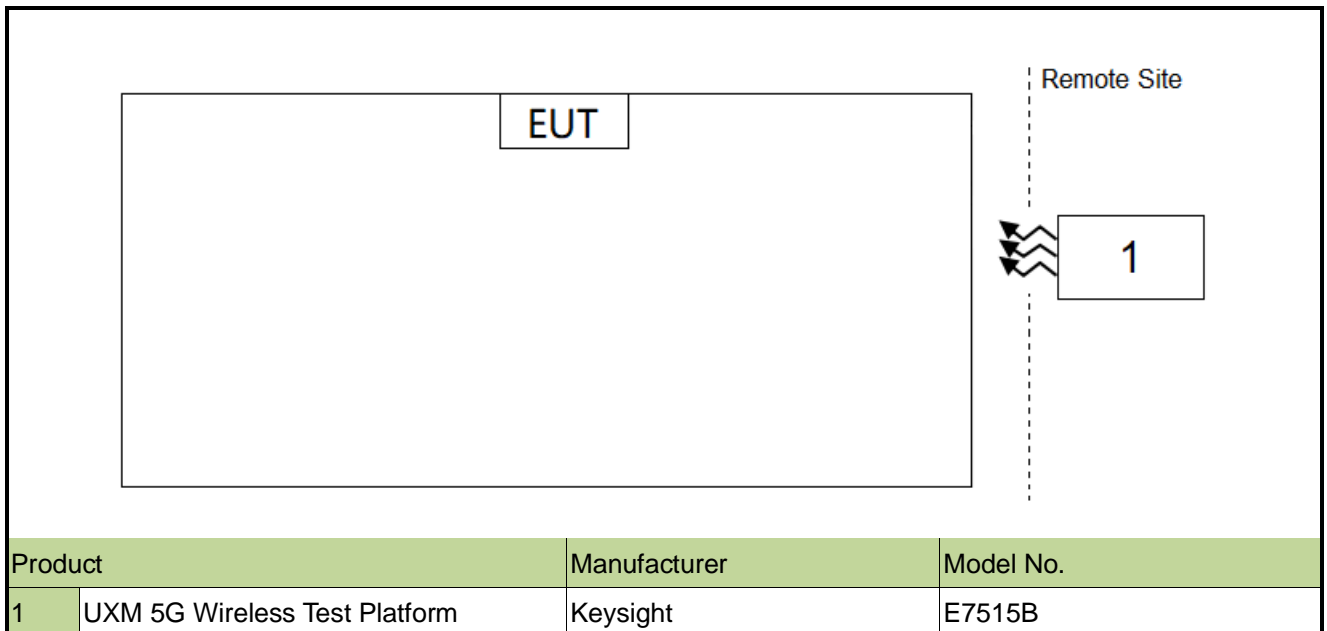 Remote Site
EUT
1
Product Manufacturer Model No.
1 UXM 5G Wireless Test Platform Keysight E7515B